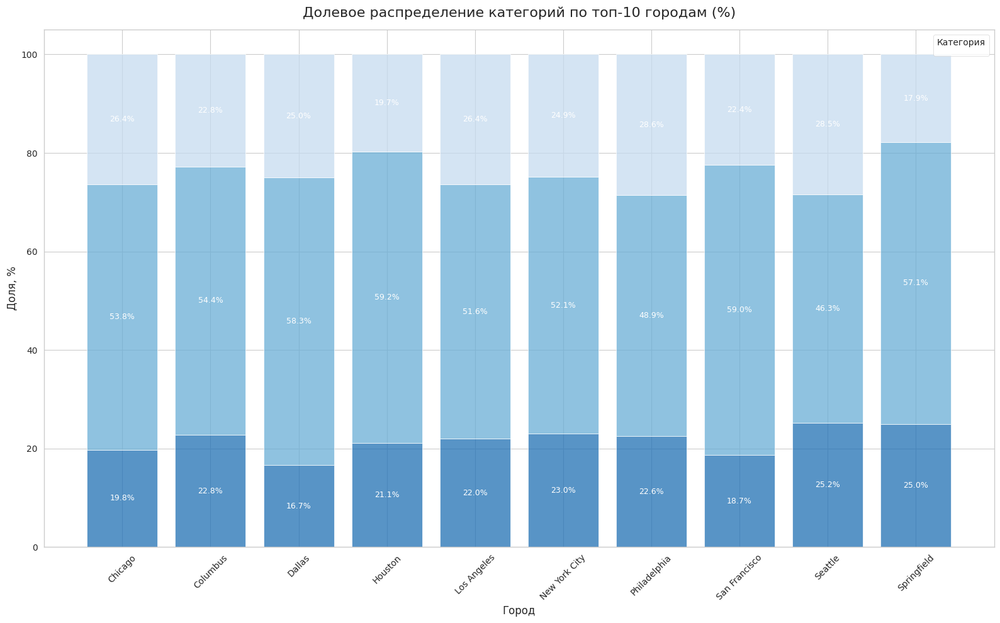 Долевое распределение категорий по топ-10 городам (%)
Категория
Доля, %
100
80
60
40
20
0
26.4%
22.8%
25.0%
19.7%
26.4%
24.9%
28.6%
22.4%
28.5%
17.9%
53.8%
54.4%
58.3%
59.2%
51.6%
52.1%
48.9%
59.0%
46.3%
57.1%
19.8%
22.8%
16.7%
21.1%
22.0%
23.0%
22.6%
18.7%
25.2%
25.0%
Chicago
Columbus
Dallas
Houston
Los Angeles
New York City
Philadelphia
San Francisco
Seattle
Springfield
Город